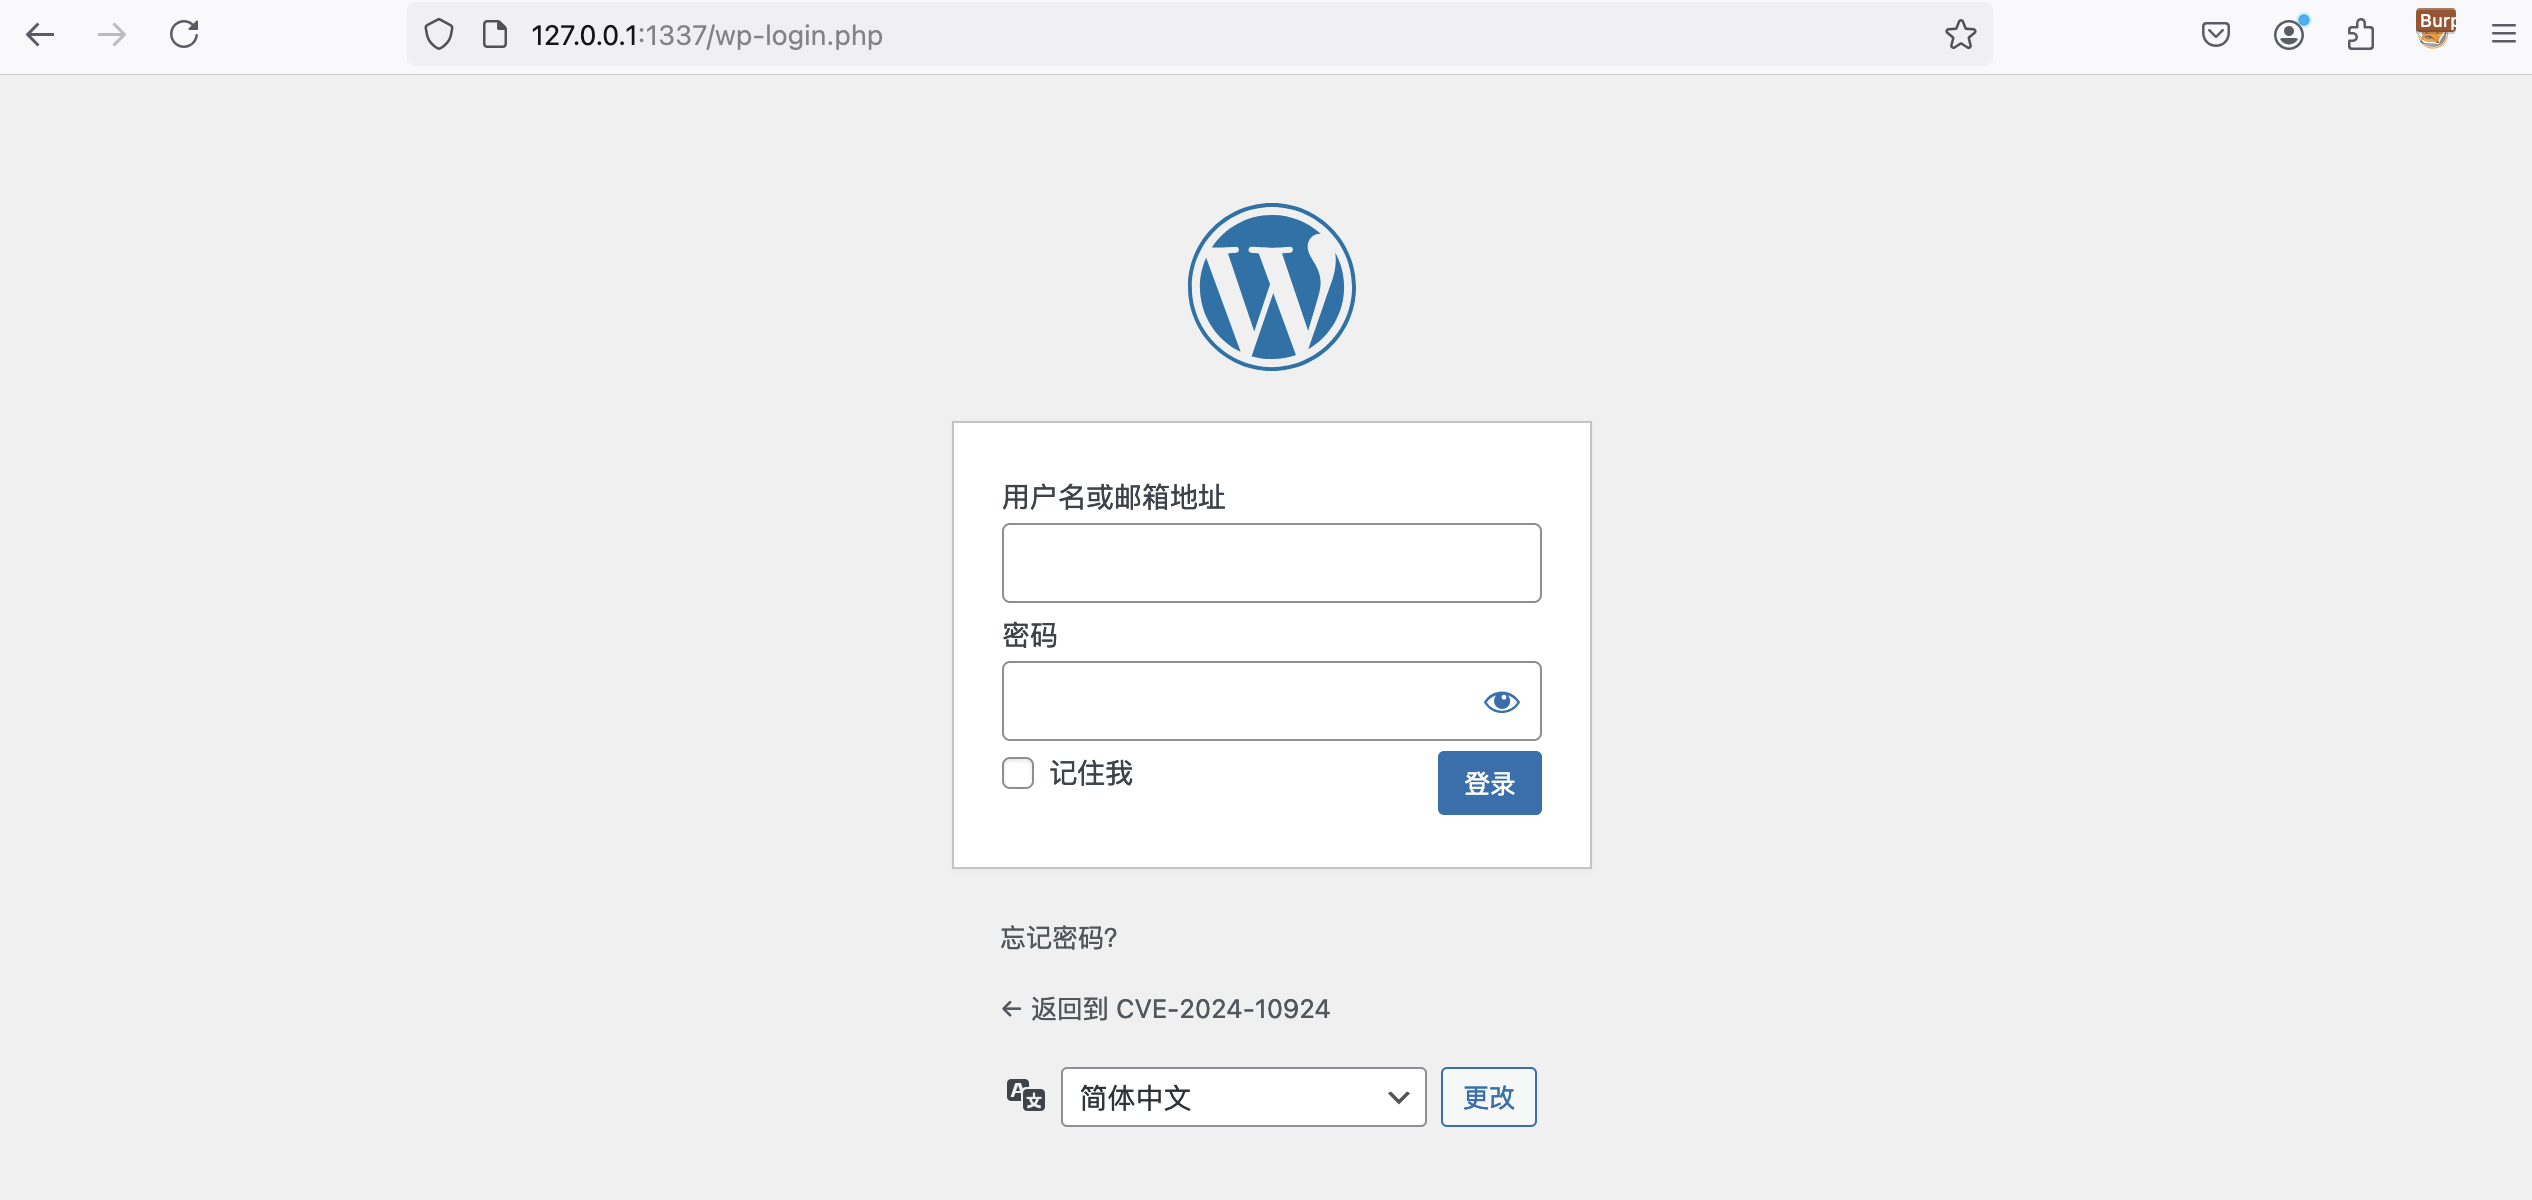 127.0.0.1:1337/wp-login.php
Burp
用户名或邮箱地址
密码
记住我
登录
忘记密码?
← 返回到 CVE-2024-10924
简体中文
更改